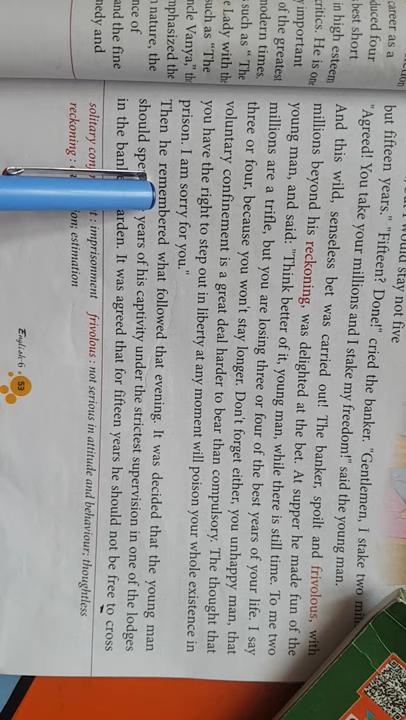 career as a
duced four
best short
in high esteem
critics. He is one
y important
of the greatest
modern times.
s such as "The
e Lady with the
such as "The
ncle Vanya," the
mphasized the
nature, the
nce of
and the fine
medy and
I would stay not five
but fifteen years." "Fifteen? Done!" cried the banker. "Gentlemen, I stake two
"Agreed! You take your millions and I stake my freedom!" said the young man.
And this wild, senseless bet was carried out! The banker, spoilt and frivolous, with
millions beyond his reckoning, was delighted at the bet. At supper he made fun of the
young man, and said: "Think better of it, young man, while there is still time. To me two
millions are a trifle, but you are losing three or four of the best years of your life. I say
three or four, because you won't stay longer. Don't forget either, you unhappy man, that
voluntary confinement is a great deal harder to bear than compulsory. The thought that
you have the right to step out in liberty at any moment will poison your whole existence in
prison. I am sorry for you."
Then he remembered what followed that evening. It was decided that the young man
should years of his captivity under the strictest supervision in one of the lodges
in the arden. It was agreed that for fifteen years he should not be free to cross
solitary : imprisonment frivolous : not serious in attitude and behaviour; thoughtless
reckoning : estimation
English-6 53